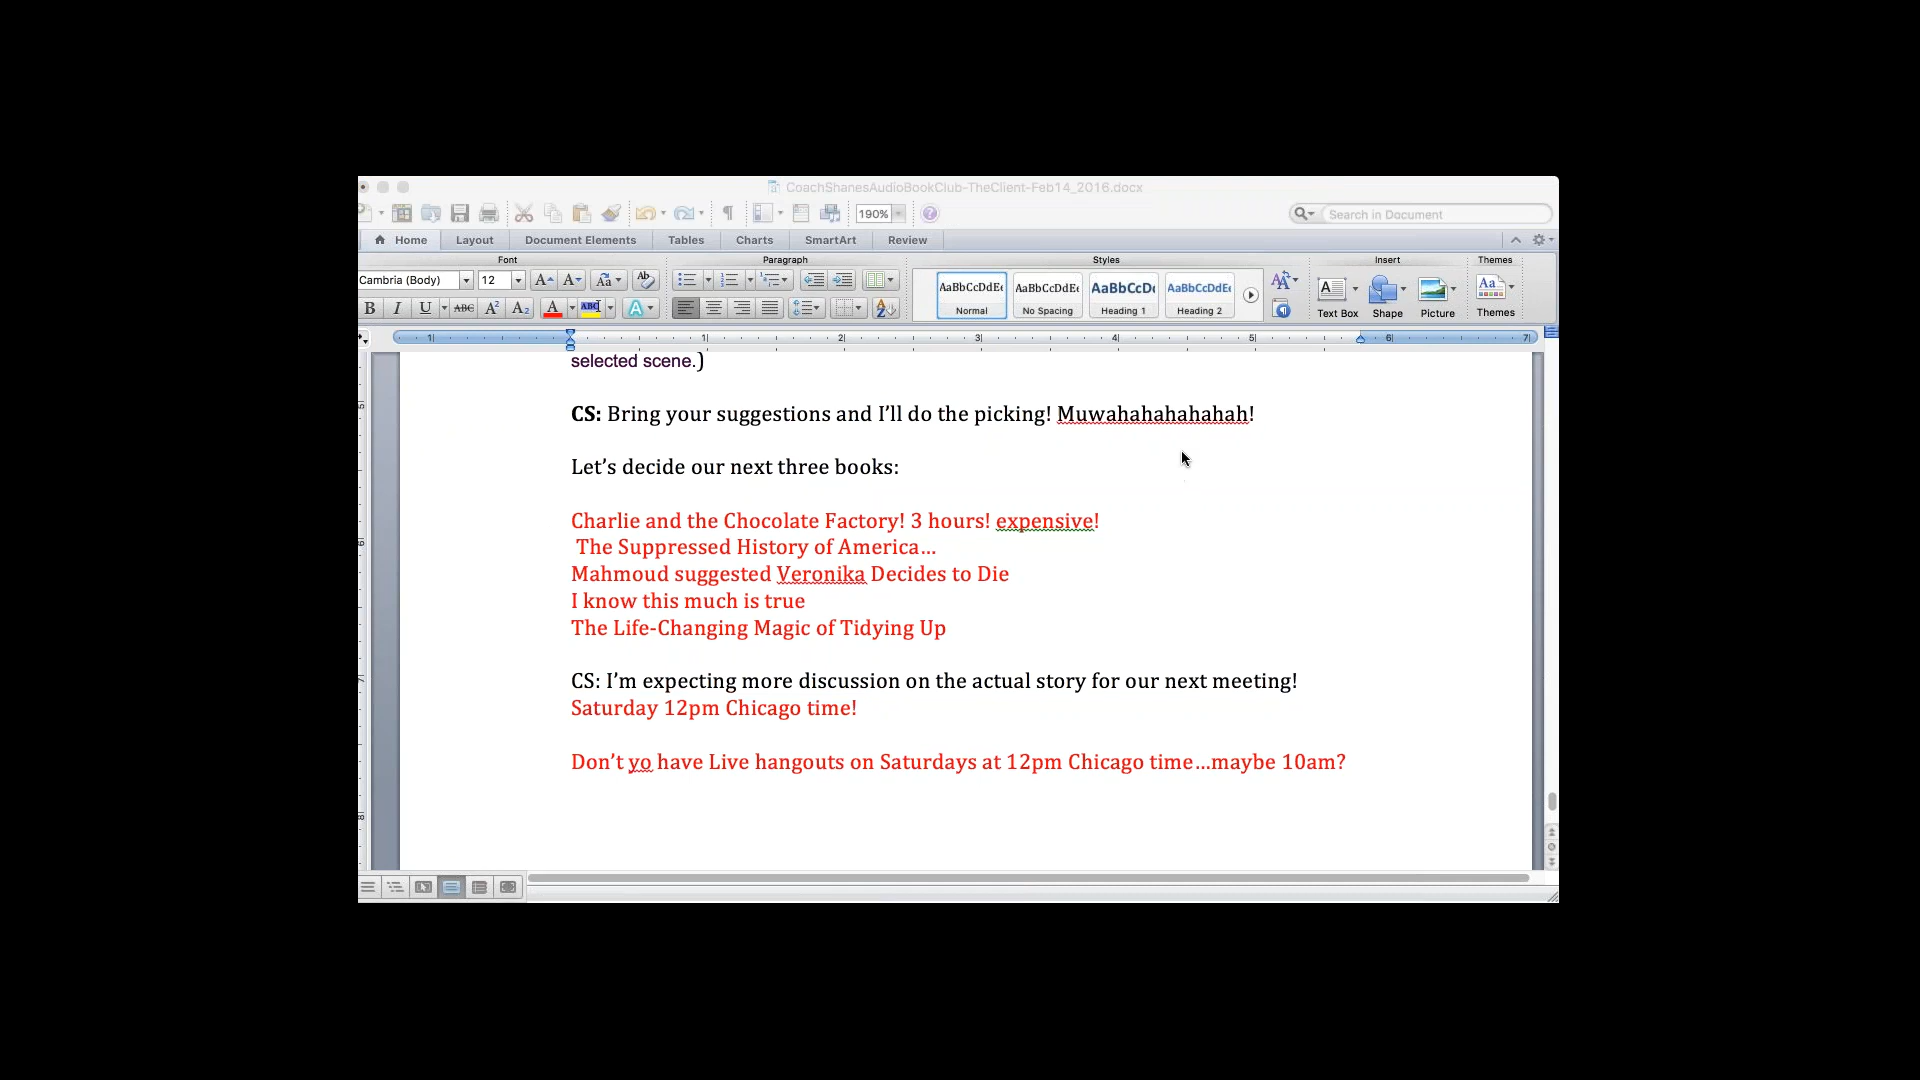 CoachShanesAudioBookClub-TheClient-Feb14_2016.docx
190%
Search in Document
Home Layout Document Elements Tables Charts SmartArt Review
Font Paragraph Styles Insert Themes
Cambria (Body) 12
AaBbCcDdEe AaBbCcDdEe AaBbCcDc AaBbCcDdEe
Normal No Spacing Heading 1 Heading 2
Text Box Shape Picture Themes
selected scene.)
CS: Bring your suggestions and I’ll do the picking! Muwahahahahahah!
Let’s decide our next three books:
Charlie and the Chocolate Factory! 3 hours! expensive!
The Suppressed History of America…
Mahmoud suggested Veronika Decides to Die
I know this much is true
The Life-Changing Magic of Tidying Up
CS: I’m expecting more discussion on the actual story for our next meeting!
Saturday 12pm Chicago time!
Don’t yo have Live hangouts on Saturdays at 12pm Chicago time…maybe 10am?